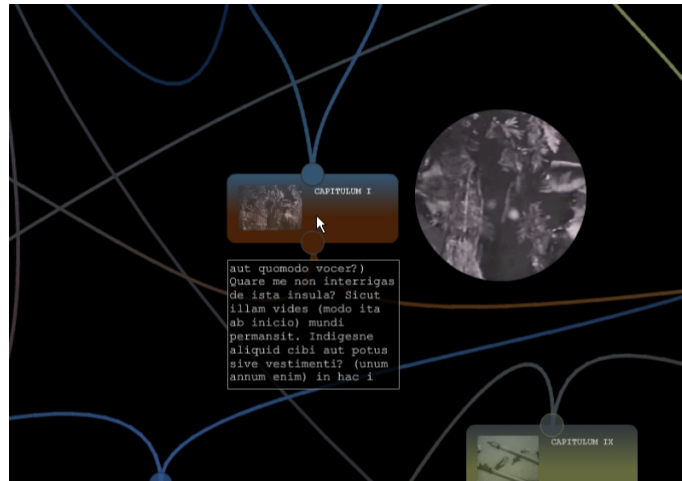 CAPITULUM I
aut quomodo vocer?)
Quare me non interrigas
de ista insula? Sicut
illam vides (modo ita
ab inicio) mundi
permansit. Indigesne
aliquid cibi aut potus
sive vestimenti? (unum
annum enim) in hac i
CAPITULUM IX